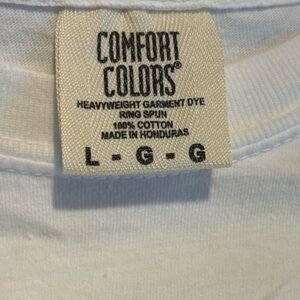 COMFORT
COLORS®
HEAVYWEIGHT GARMENT DYE
RING SPUN
100% COTTON
MADE IN HONDURAS
L - G - G